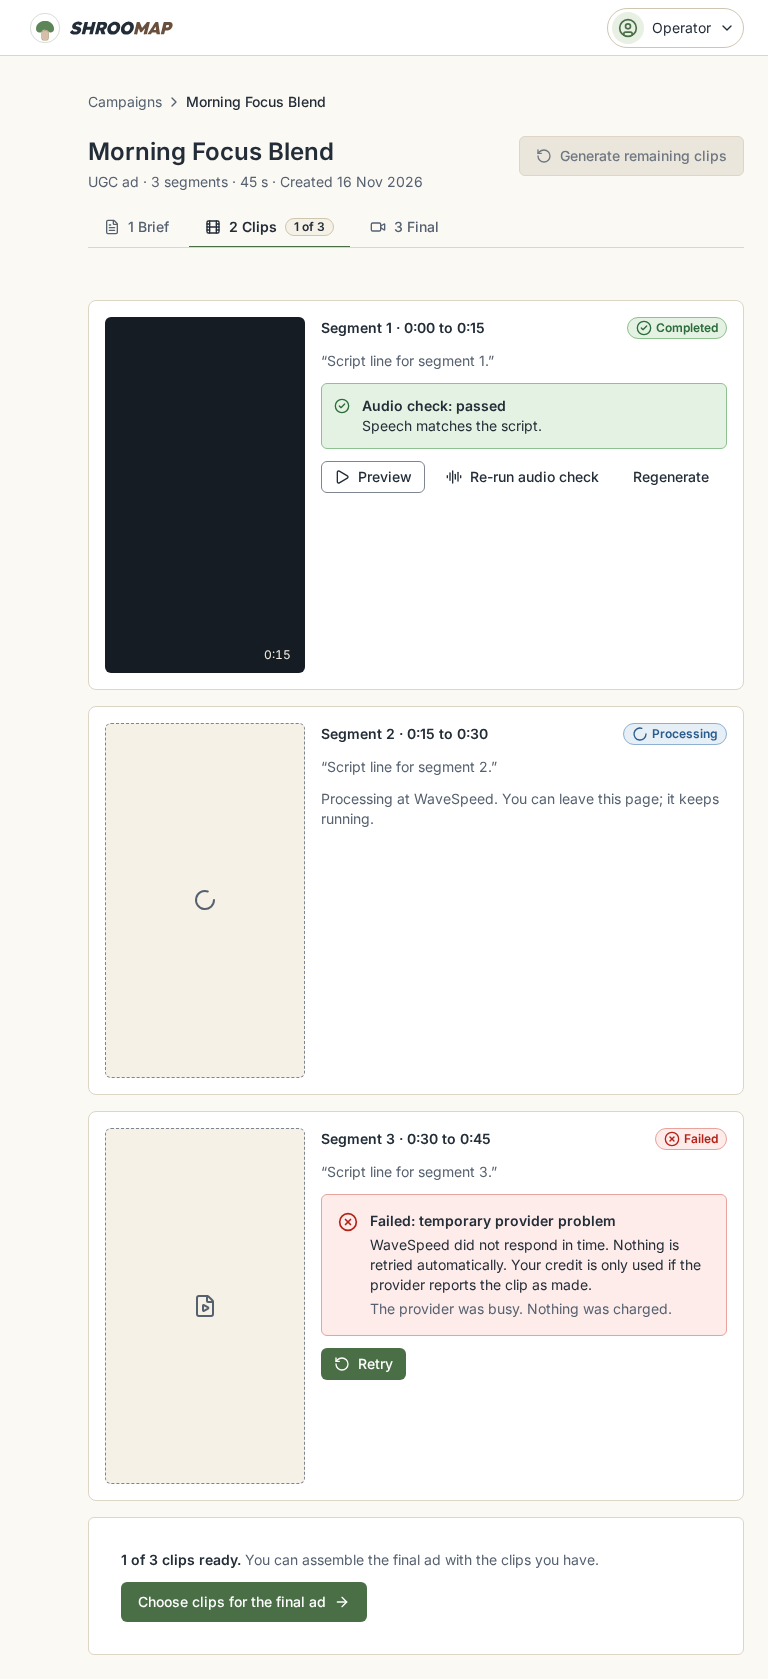 SHROOMAP
Operator
Campaigns > Morning Focus Blend
Morning Focus Blend
Generate remaining clips
UGC ad · 3 segments · 45 s · Created 16 Nov 2026
1 Brief
2 Clips
1 of 3
3 Final
Segment 1 · 0:00 to 0:15
Completed
“Script line for segment 1.”
Audio check: passed
Speech matches the script.
Preview
Re-run audio check
Regenerate
0:15
Segment 2 · 0:15 to 0:30
Processing
“Script line for segment 2.”
Processing at WaveSpeed. You can leave this page; it keeps
running.
Segment 3 · 0:30 to 0:45
Failed
“Script line for segment 3.”
Failed: temporary provider problem
WaveSpeed did not respond in time. Nothing is
retried automatically. Your credit is only used if the
provider reports the clip as made.
The provider was busy. Nothing was charged.
Retry
1 of 3 clips ready. You can assemble the final ad with the clips you have.
Choose clips for the final ad